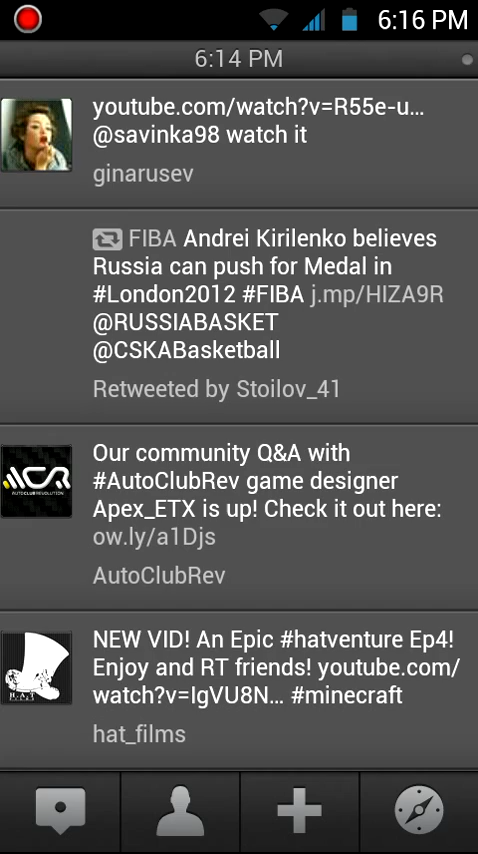 6:16 PM
6:14 PM
youtube.com/watch?v=R55e-u...
@savinka98 watch it
ginarusev
FIBA Andrei Kirilenko believes
Russia can push for Medal in
#London2012 #FIBA j.mp/HIZA9R
@RUSSIABASKET
@CSKABasketball
Retweeted by Stoilov_41
ACR
AUTOCLUBREVOLUTION
Our community Q&A with
#AutoClubRev game designer
Apex_ETX is up! Check it out here:
ow.ly/a1Djs
AutoClubRev
H.A.T
NEW VID! An Epic #hatventure Ep4!
Enjoy and RT friends! youtube.com/
watch?v=IgVU8N... #minecraft
hat_films